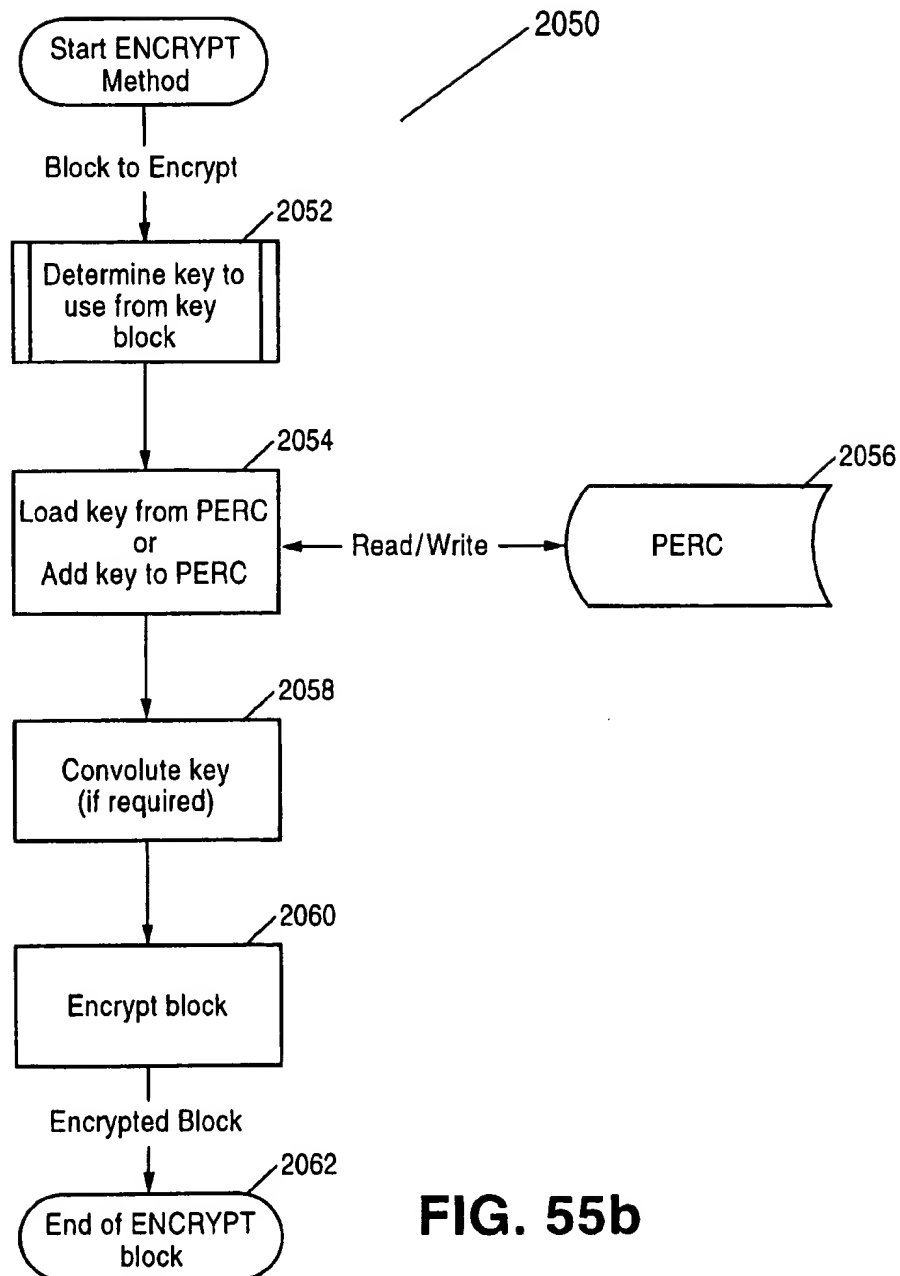 2050
Start ENCRYPT
Method
Block to Encrypt
2052
Determine key to
use from key
block
2054
Load key from PERC
or
Add key to PERC
Read/Write
2056
PERC
2058
Convolute key
(if required)
2060
Encrypt block
Encrypted Block
2062
End of ENCRYPT
block
FIG. 55b